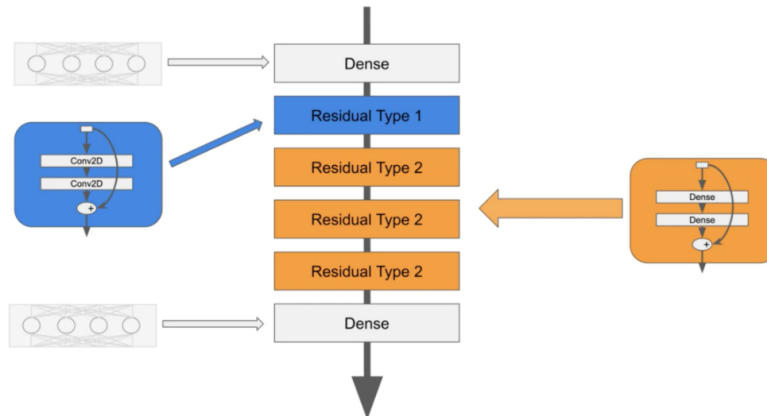 Dense
Residual Type 1
Conv2D
Conv2D
+
Residual Type 2
Residual Type 2
Dense
Dense
+
Residual Type 2
Dense